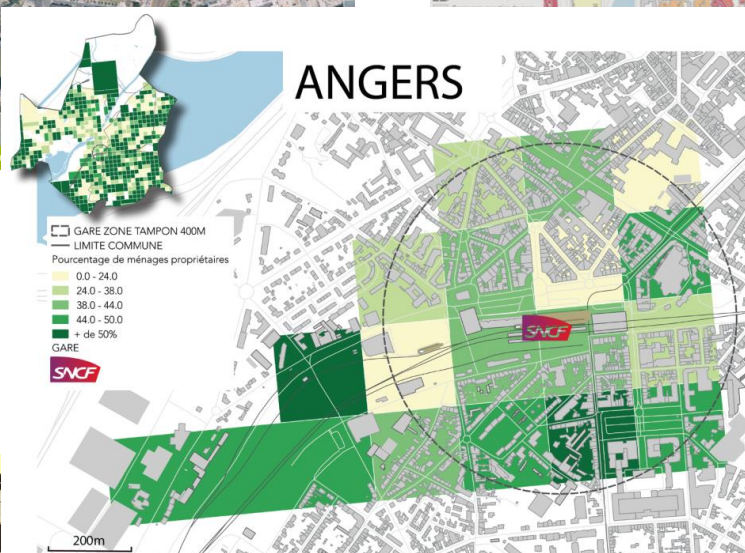 ANGERS
GARE ZONE TAMPON 400M
LIMITE COMMUNE
Pourcentage de ménages propriétaires
0.0 - 24.0
24.0 - 38.0
38.0 - 44.0
44.0 - 50.0
+ de 50%
GARE
SNCF
SNCF
200m